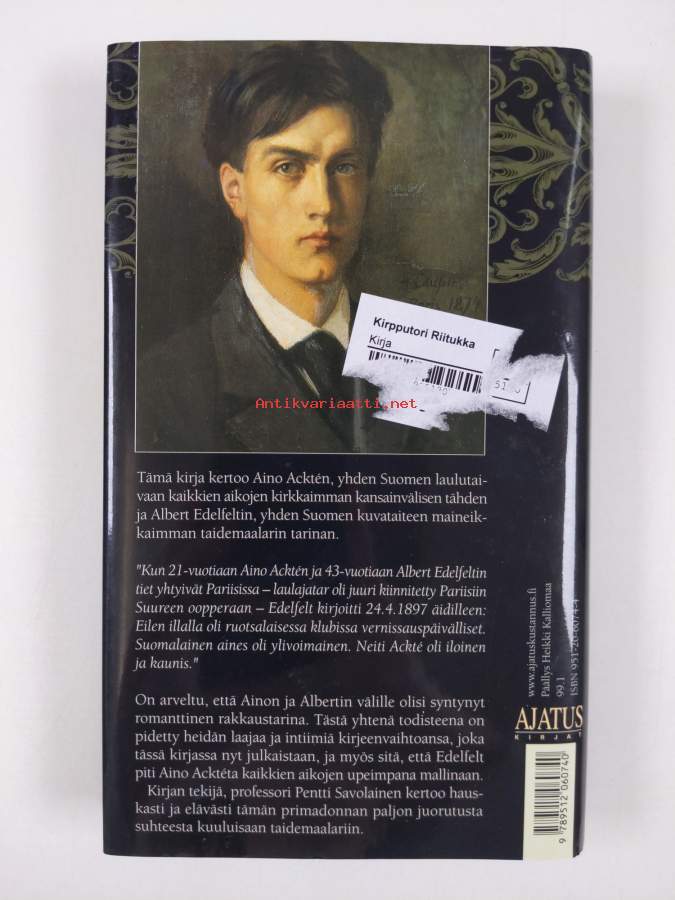 Paris 1879
Kirpputori Riitukka
Kirja
Antikvariaatti.net
Tämä kirja kertoo Aino Acktén, yhden Suomen laulutai-
vaan kaikkien aikojen kirkkaimman kansainvälisen tähden
ja Albert Edelfeltin, yhden Suomen kuvataiteen maineik-
kaimman taidemaalarin tarinan.
"Kun 21-vuotiaan Aino Acktén ja 43-vuotiaan Albert Edelfeltin
tiet yhtyivät Pariisissa – laulajatar oli juuri kiinnitetty Pariisiin
Suureen oopperaan – Edelfelt kirjoitti 24.4.1897 äidilleen:
Eilen illalla oli ruotsalaisessa klubissa vernissauspäivälliset.
Suomalainen aines oli ylivoimainen. Neiti Ackté oli iloinen
ja kaunis."
On arveltu, että Ainon ja Albertin välille olisi syntynyt
romanttinen rakkaustarina. Tästä yhtenä todisteena on
pidetty heidän laajaa ja intiimiä kirjeenvaihtoansa, joka
tässä kirjassa nyt julkaistaan, ja myös sitä, että Edelfelt
piti Aino Acktéta kaikkien aikojen upeimpana mallinaan.
Kirjan tekijä, professori Pentti Savolainen kertoo haus-
kasti ja elävästi tämän primadonnan paljon juorutusta
suhteesta kuuluisaan taidemaalariin.
www.ajatuskustannus.fi
Päällys Heikki Kalliomaa
99.1
ISBN 951-20-6074-4
AJATUS
KIRJAT
9 789512 060740